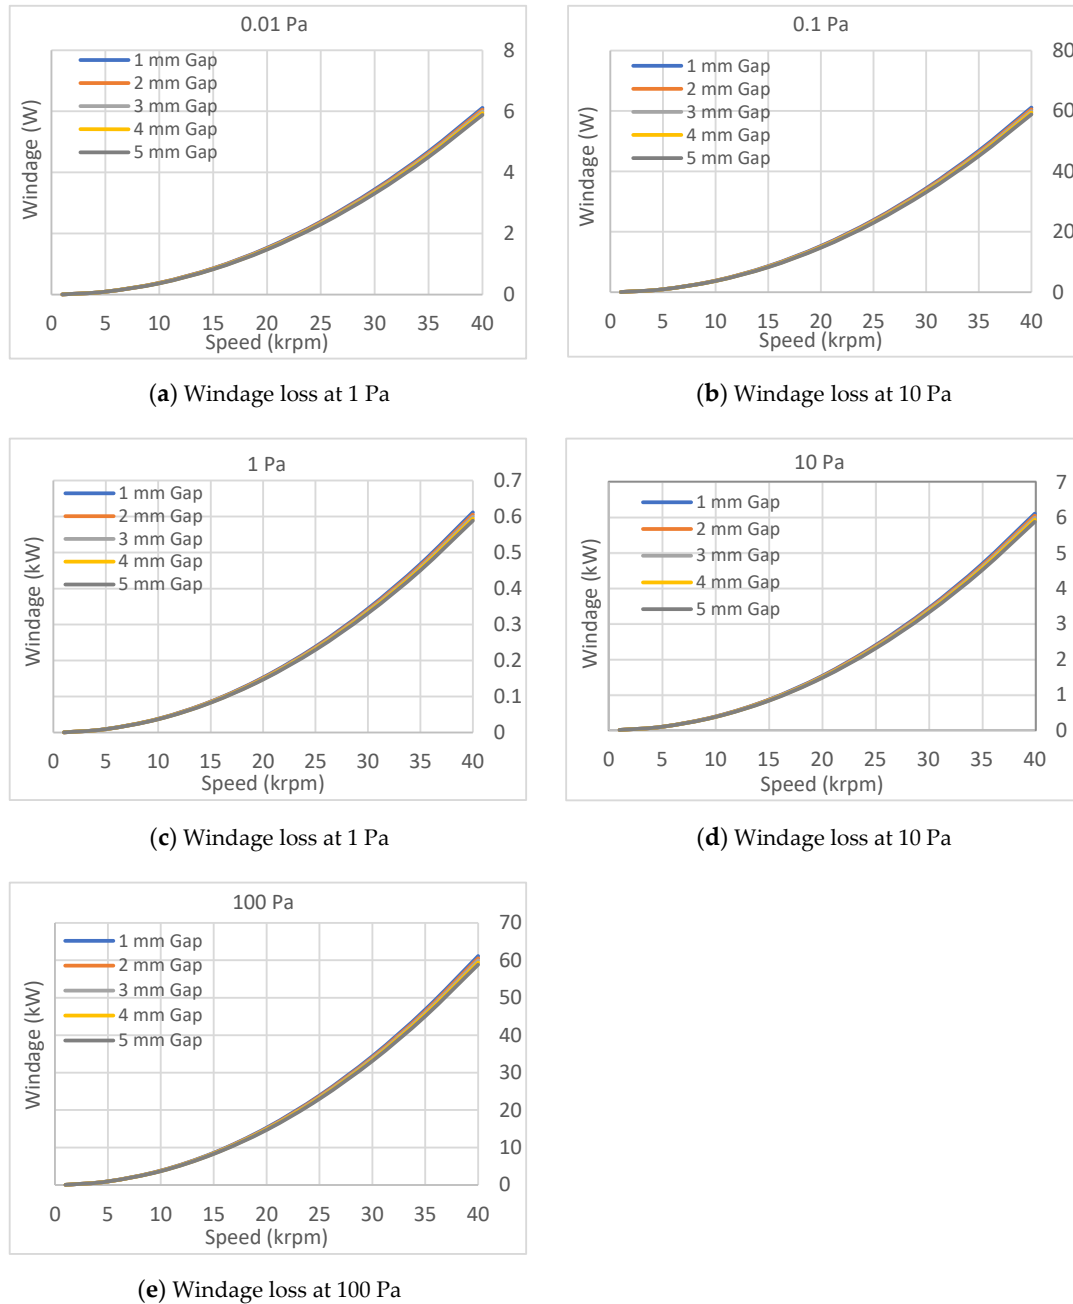 0.01 Pa
8
6
4
2
0
Windage (W)
1 mm Gap
2 mm Gap
3 mm Gap
4 mm Gap
5 mm Gap
0 5 10 15 20 25 30 35 40
Speed (krpm)
(a) Windage loss at 1 Pa
0.1 Pa
80
60
40
20
0
Windage (W)
1 mm Gap
2 mm Gap
3 mm Gap
4 mm Gap
5 mm Gap
0 5 10 15 20 25 30 35 40
Speed (krpm)
(b) Windage loss at 10 Pa
1 Pa
0.7
0.6
0.5
0.4
0.3
0.2
0.1
0
Windage (kW)
1 mm Gap
2 mm Gap
3 mm Gap
4 mm Gap
5 mm Gap
0 5 10 15 20 25 30 35 40
Speed (krpm)
(c) Windage loss at 1 Pa
10 Pa
7
6
5
4
3
2
1
0
Windage (kW)
1 mm Gap
2 mm Gap
3 mm Gap
4 mm Gap
5 mm Gap
0 5 10 15 20 25 30 35 40
Speed (krpm)
(d) Windage loss at 10 Pa
100 Pa
70
60
50
40
30
20
10
0
Windage (kW)
1 mm Gap
2 mm Gap
3 mm Gap
4 mm Gap
5 mm Gap
0 5 10 15 20 25 30 35 40
Speed (krpm)
(e) Windage loss at 100 Pa